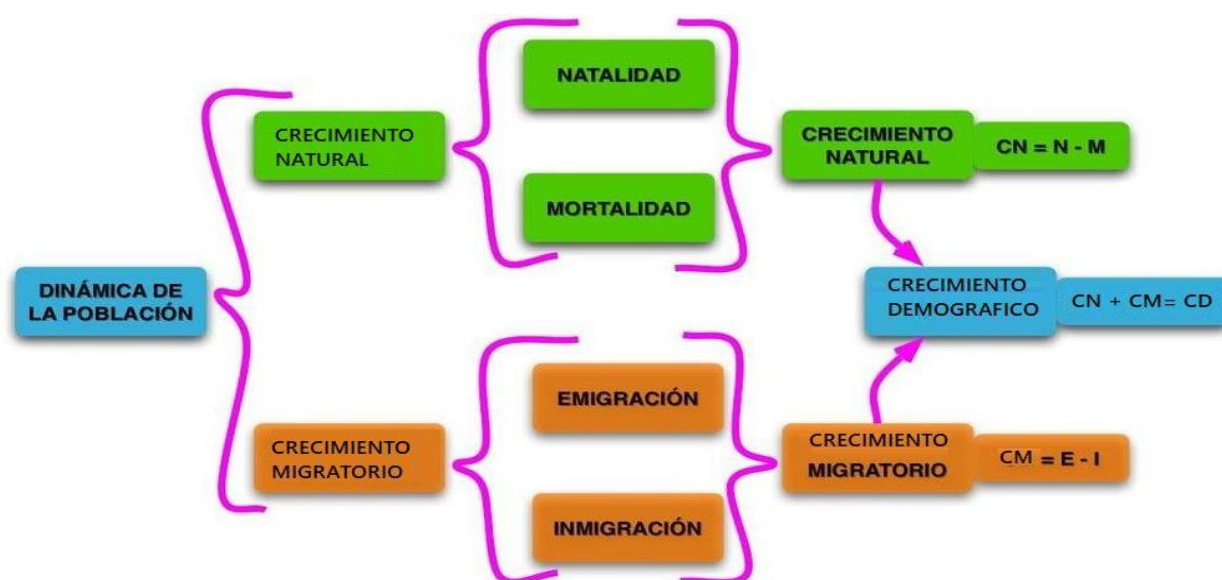 DINÁMICA DE
LA POBLACIÓN
CRECIMIENTO
NATURAL
NATALIDAD
MORTALIDAD
CRECIMIENTO
NATURAL
CN = N - M
CRECIMIENTO
DEMOGRAFICO
CN + CM= CD
CRECIMIENTO
MIGRATORIO
EMIGRACIÓN
INMIGRACIÓN
CRECIMIENTO
MIGRATORIO
CM = E - I